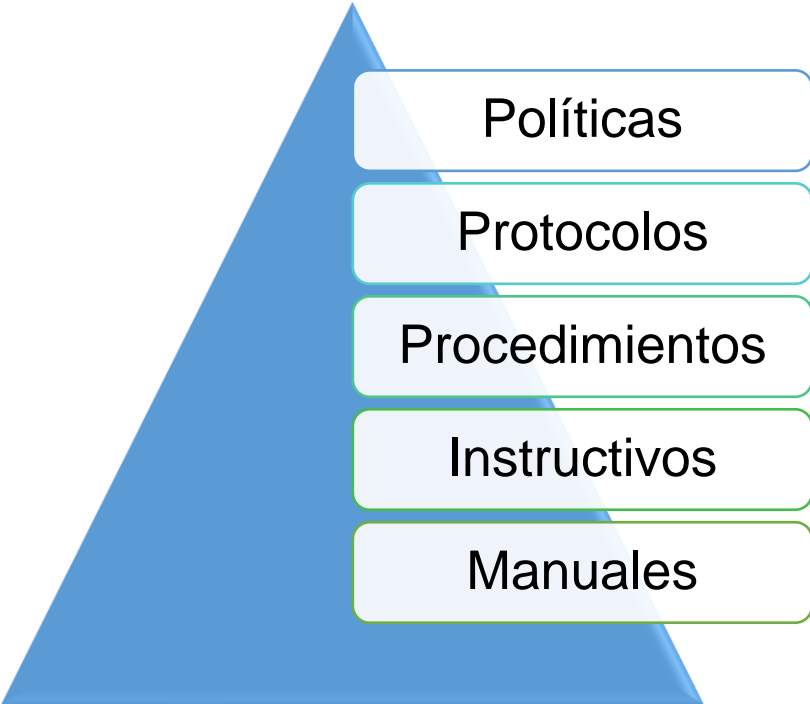 Políticas
Protocolos
Procedimientos
Instructivos
Manuales